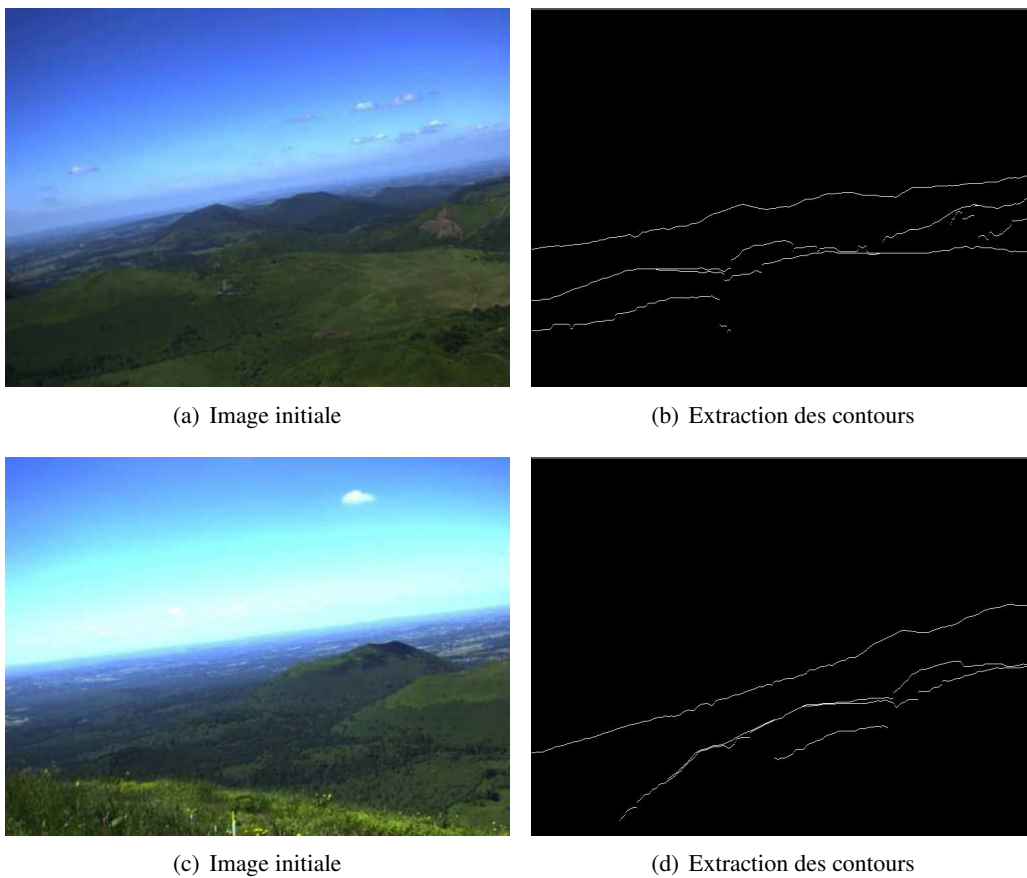 (a) Image initiale
(b) Extraction des contours
(c) Image initiale
(d) Extraction des contours